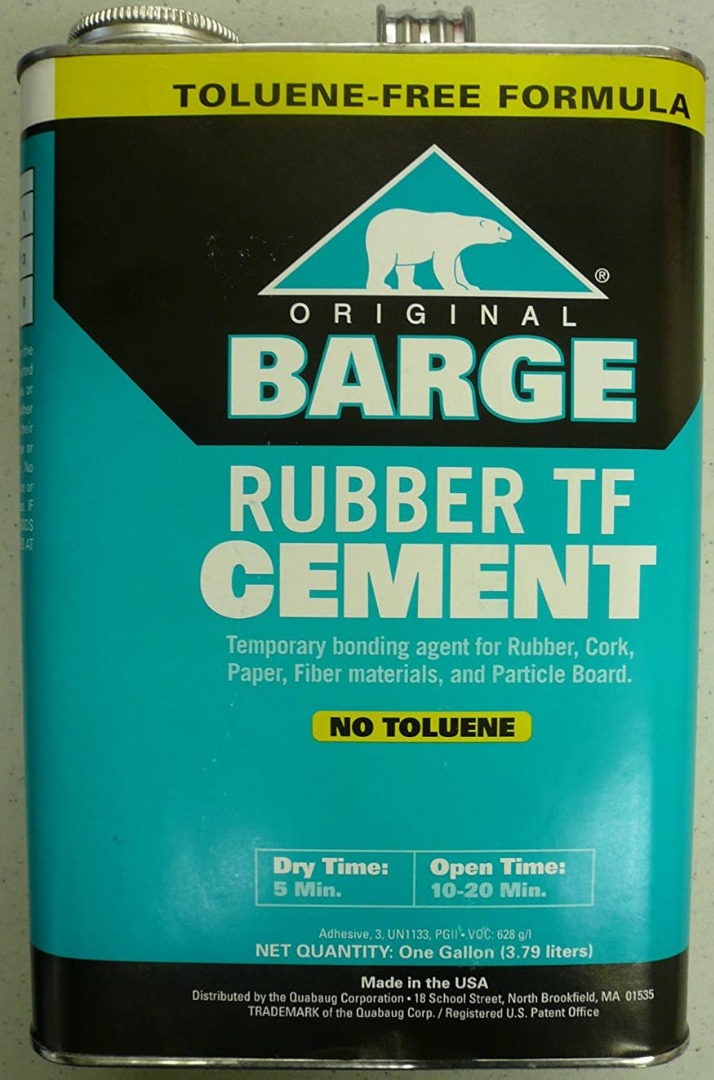 TOLUENE-FREE FORMULA
®
ORIGINAL
BARGE
RUBBER TF
CEMENT
Temporary bonding agent for Rubber, Cork,
Paper, Fiber materials, and Particle Board.
NO TOLUENE
Dry Time:
5 Min.
Open Time:
10-20 Min.
Adhesive, 3, UN1133, PGII • VOC: 628 g/l
NET QUANTITY: One Gallon (3.79 liters)
Made in the USA
Distributed by the Quabaug Corporation • 18 School Street, North Brookfield, MA 01535
TRADEMARK of the Quabaug Corp. / Registered U.S. Patent Office